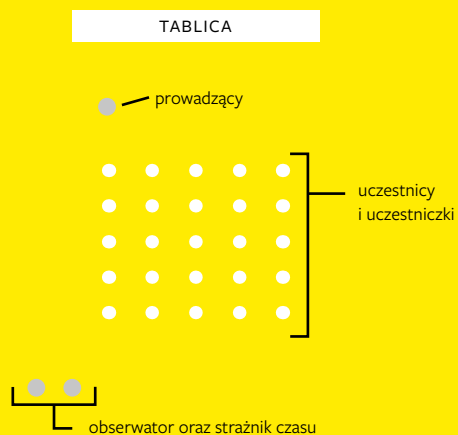 TABLICA
prowadzący
uczestnicy
i uczestniczki
obserwator oraz strażnik czasu